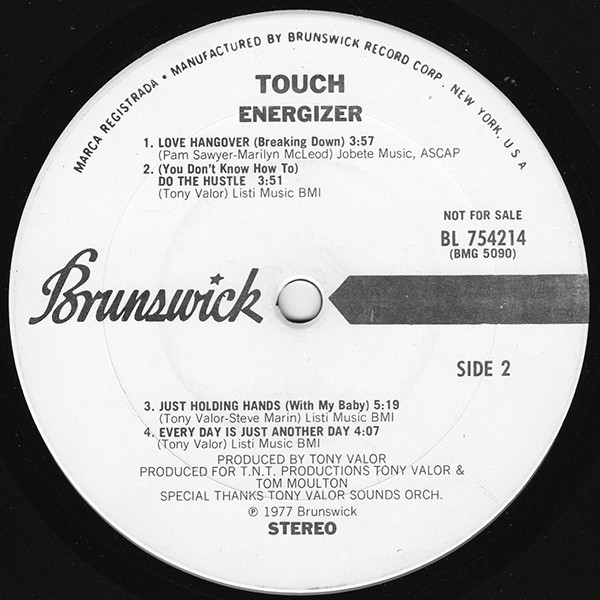 MARCA REGISTRADA • MANUFACTURED BY BRUNSWICK RECORD CORP. NEW YORK, U S A
TOUCH
ENERGIZER
1. LOVE HANGOVER (Breaking Down) 3:57
(Pam Sawyer-Marilyn McLeod) Jobete Music, ASCAP
2. (You Don't Know How To)
DO THE HUSTLE 3:51
(Tony Valor) Listi Music BMI
NOT FOR SALE
BL 754214
(BMG 5090)
Brunswick
SIDE 2
3. JUST HOLDING HANDS (With My Baby) 5:19
(Tony Valor-Steve Marin) Listi Music BMI
4. EVERY DAY IS JUST ANOTHER DAY 4:07
(Tony Valor) Listi Music BMI
PRODUCED BY TONY VALOR
PRODUCED FOR T.N.T. PRODUCTIONS TONY VALOR &
TOM MOULTON
SPECIAL THANKS TONY VALOR SOUNDS ORCH.
℗ 1977 Brunswick
STEREO